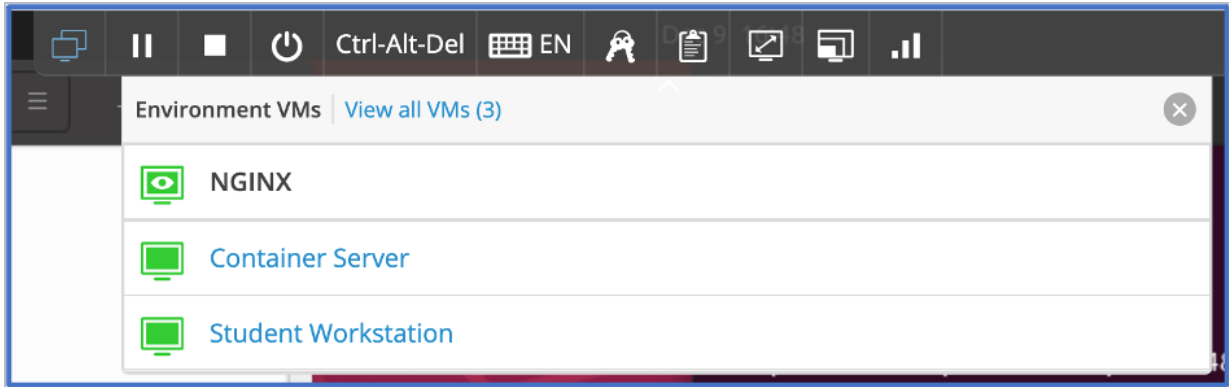 Ctrl-Alt-Del EN
Environment VMs View all VMs (3)
NGINX
Container Server
Student Workstation